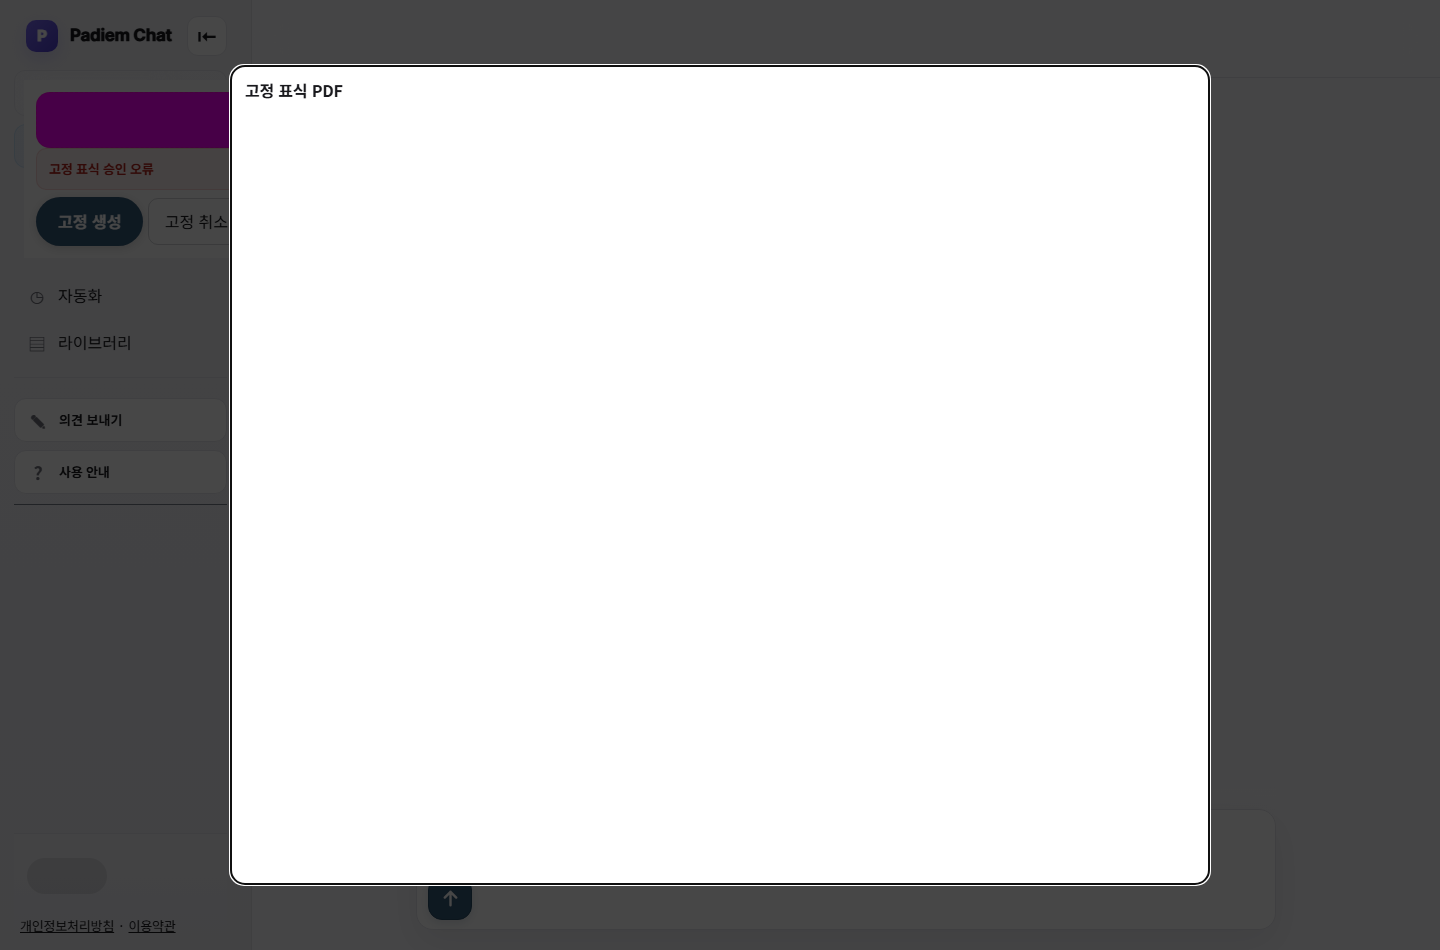 P Padiem Chat
고정 표식 PDF
고정 표식 승인 오류
고정 생성 고정 취소
자동화
라이브러리
의견 보내기
? 사용 안내
개인정보처리방침 · 이용약관